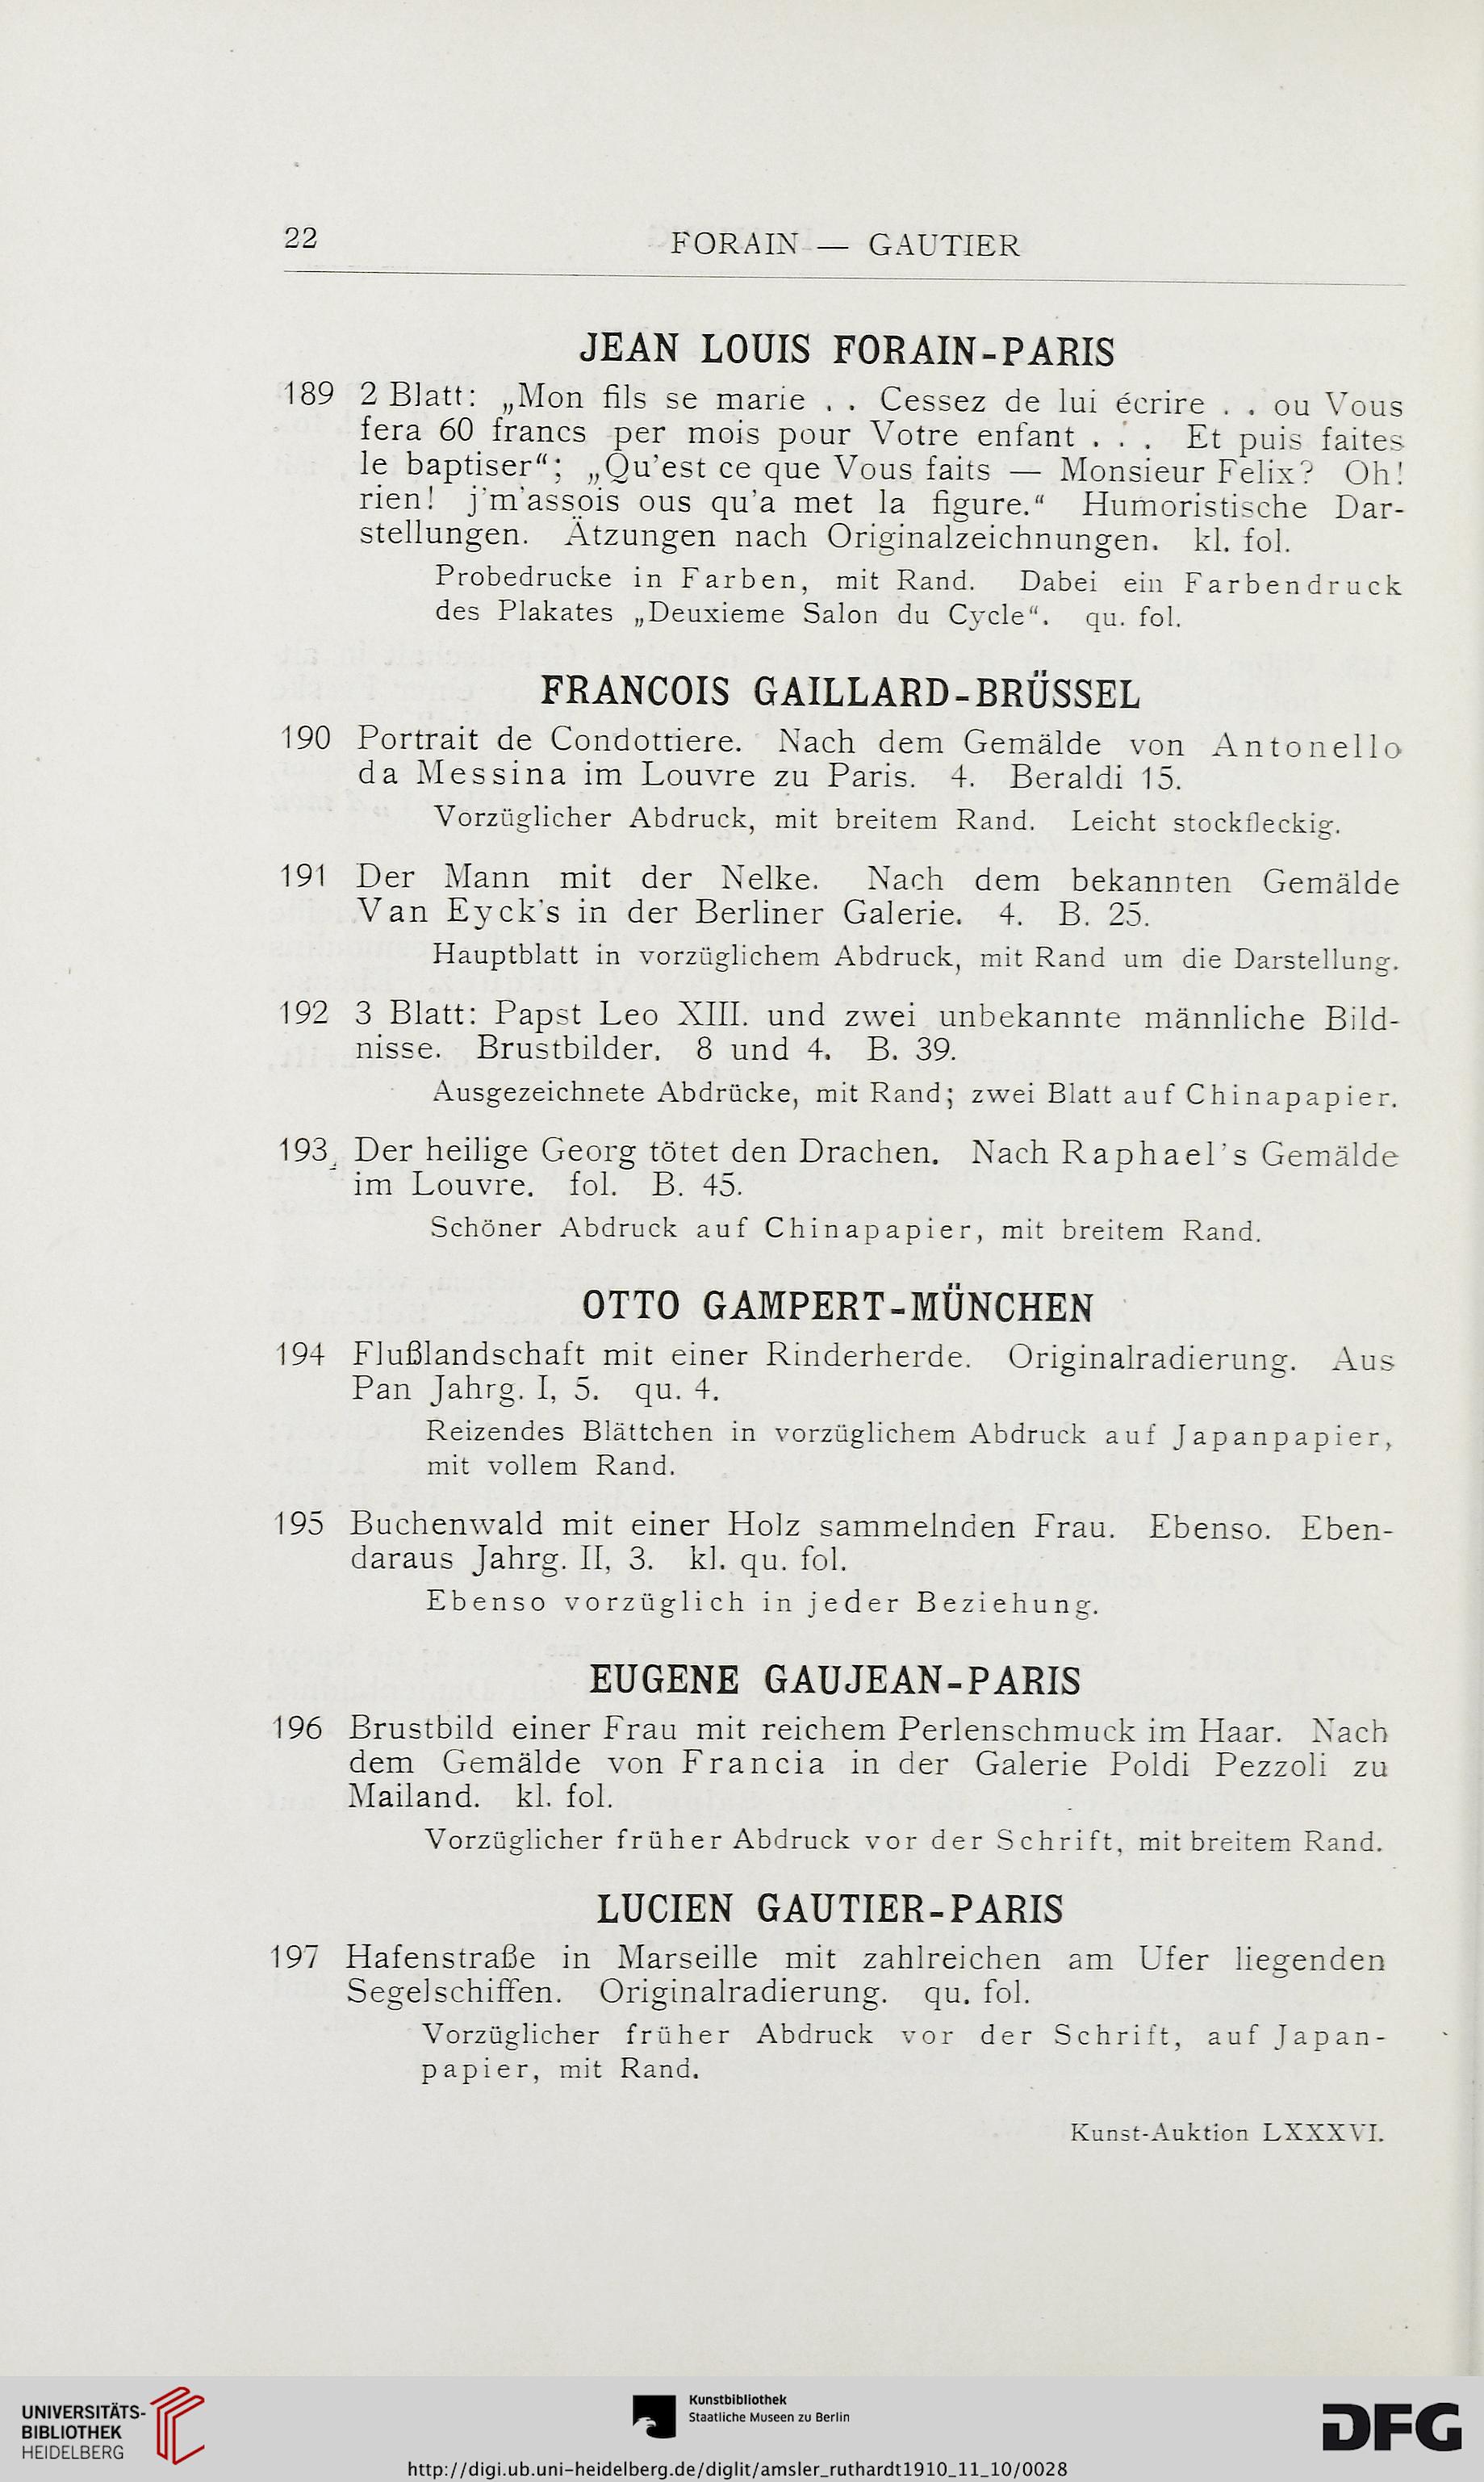 22
FORAIN — GAUTIER
JEAN LOUIS FORAIN-PARIS
189 2 Blatt: „Mon fils se marie . . Cessez de lui écrire . . ou Vous
fera 60 francs per mois pour Votre enfant . . . Et puis faites
le baptiser“; „Qu'est ce que Vous faits — Monsieur Felix? Oh!
rien! j'm'assois ous qu'a met la figure.“ Humoristische Dar-
stellungen. Ätzungen nach Originalzeichnungen. kl. fol.
Probedrucke in Farben, mit Rand. Dabei ein Farbendruck
des Plakates „Deuxieme Salon du Cycle“. qu. fol.
FRANCOIS GAILLARD-BRÜSSEL
190 Portrait de Condottiere. Nach dem Gemälde von Antonello
da Messina im Louvre zu Paris. 4. Beraldi 15.
Vorzüglicher Abdruck, mit breitem Rand. Leicht stockfleckig.
191 Der Mann mit der Nelke. Nach dem bekannten Gemälde
Van Eyck's in der Berliner Galerie. 4. B. 25.
Hauptblatt in vorzüglichem Abdruck, mit Rand um die Darstellung.
192 3 Blatt: Papst Leo XIII. und zwei unbekannte männliche Bild-
nisse. Brustbilder. 8 und 4. B. 39.
Ausgezeichnete Abdrücke, mit Rand; zwei Blatt auf Chinapapier.
193 Der heilige Georg tötet den Drachen. Nach Raphael's Gemälde
im Louvre. fol. B. 45.
Schöner Abdruck auf Chinapapier, mit breitem Rand.
OTTO GAMPERT-MÜNCHEN
194 Flußlandschaft mit einer Rinderherde. Originalradierung. Aus
Pan Jahrg. I, 5. qu. 4.
Reizendes Blättchen in vorzüglichem Abdruck auf Japanpapier,
mit vollem Rand.
195 Buchenwald mit einer Holz sammelnden Frau. Ebenso. Eben-
daraus Jahrg. II, 3. kl. qu. fol.
Ebenso vorzüglich in jeder Beziehung.
EUGENE GAUJEAN-PARIS
196 Brustbild einer Frau mit reichem Perlenschmuck im Haar. Nach
dem Gemälde von Francia in der Galerie Poldi Pezzoli zu
Mailand. kl. fol.
Vorzüglicher früher Abdruck vor der Schrift, mit breitem Rand.
LUCIEN GAUTIER-PARIS
197 Hafenstraße in Marseille mit zahlreichen am Ufer liegenden
Segelschiffen. Originalradierung. qu. fol.
Vorzüglicher früher Abdruck vor der Schrift, auf Japan-
papier, mit Rand.
Kunst-Auktion LXXXVI.
UNIVERSITÄTS-
BIBLIOTHEK
HEIDELBERG
Kunstbibliothek
Staatliche Museen zu Berlin
DFG
http://digi.ub.uni-heidelberg.de/diglit/amsler_ruthardt1910_11_10/0028